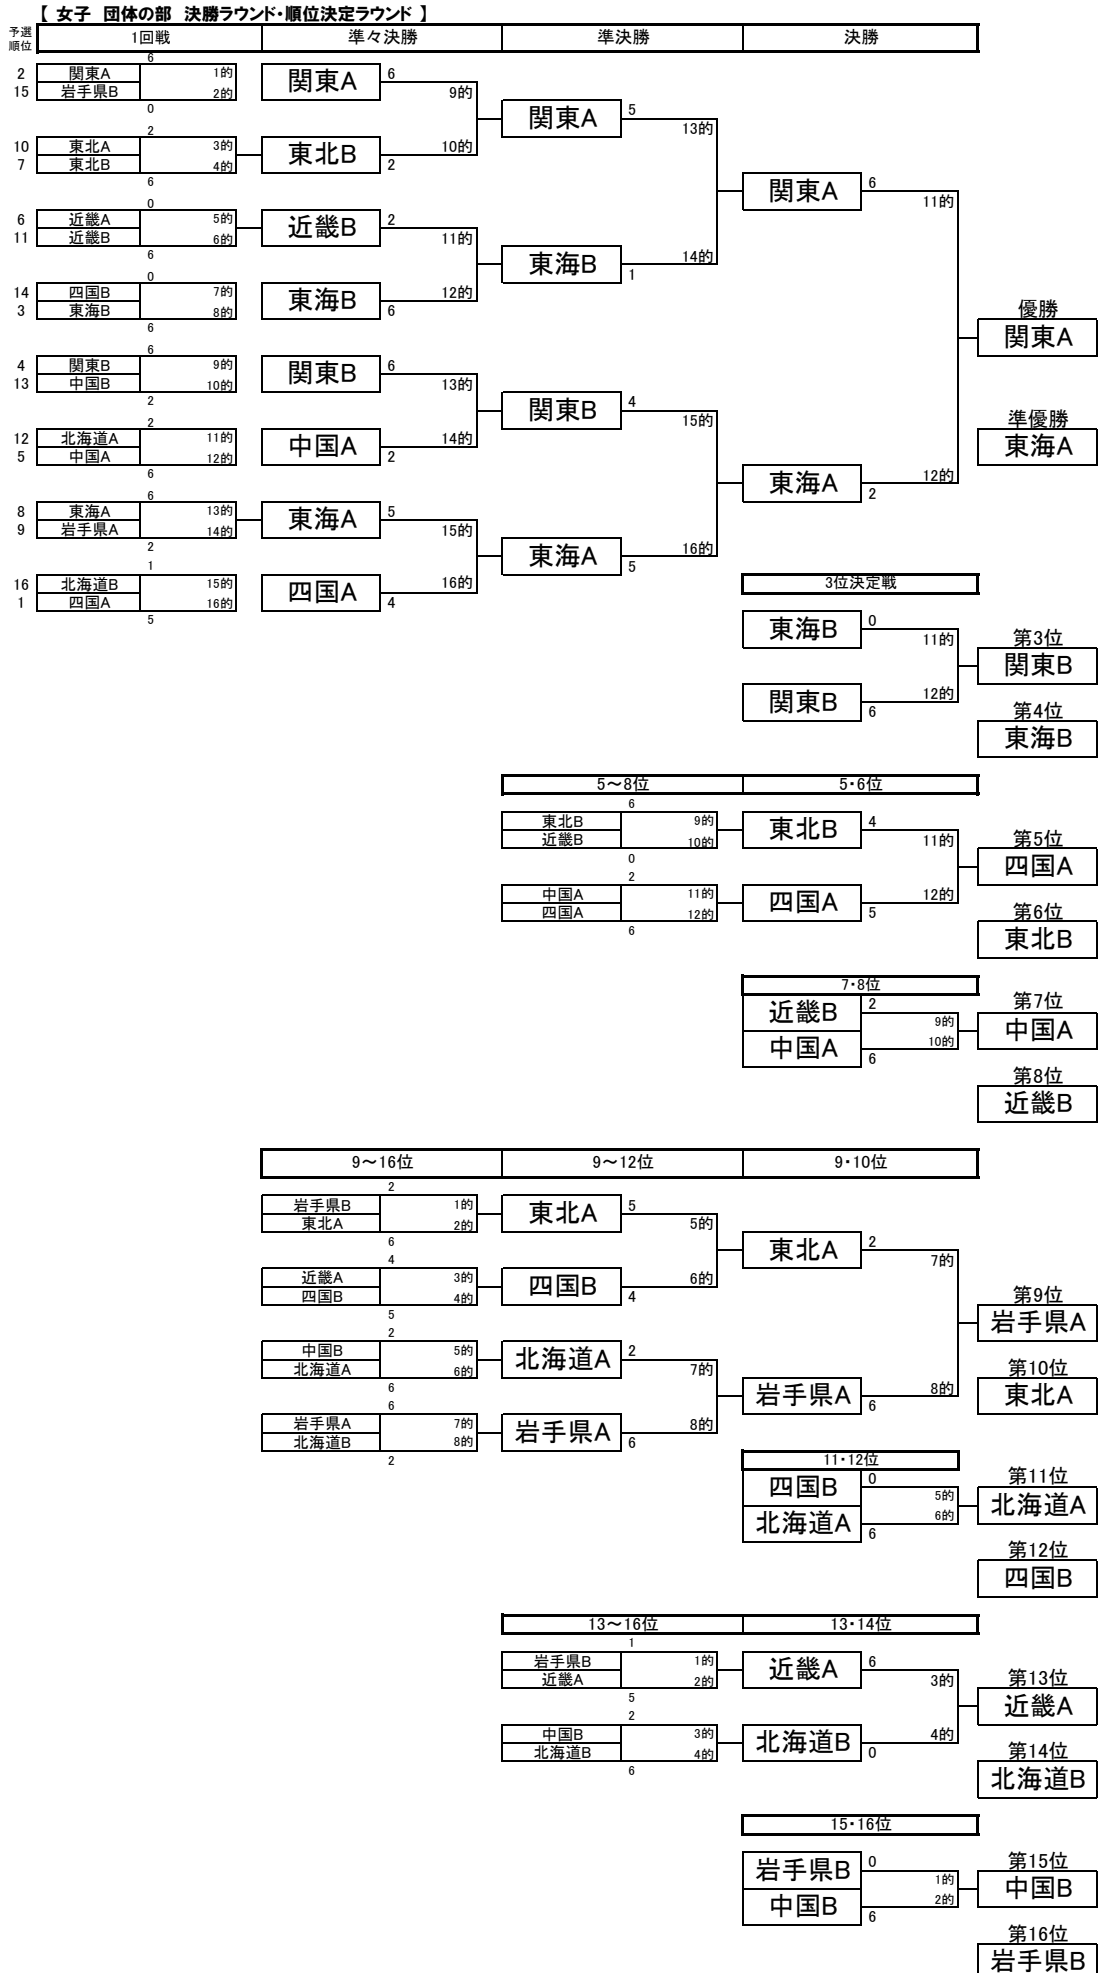 【 女子　団体の部　決勝ラウンド・順位決定ラウンド 】
予選
順位
1回戦 準々決勝 準決勝 決勝
6
2 関東A 1的
15 岩手県B 2的
0
関東A 6
9的
2
10 東北A 3的
7 東北B 4的
6
東北B 2
10的
関東A 5
13的
0
6 近畿A 5的
11 近畿B 6的
6
近畿B 2
11的
0
14 四国B 7的
3 東海B 8的
6
東海B 6
12的
東海B 1
14的
関東A 6
11的
6
4 関東B 9的
13 中国B 10的
2
関東B 6
13的
2
12 北海道A 11的
5 中国A 12的
6
中国A 2
14的
関東B 4
15的
6
8 東海A 13的
9 岩手県A 14的
2
東海A 5
15的
1
16 北海道B 15的
1 四国A 16的
5
四国A 4
16的
東海A 5
16的
東海A 2
12的
優勝
関東A
準優勝
東海A
3位決定戦
東海B 0
11的
関東B 6
12的
第3位
関東B
第4位
東海B
5～8位 5・6位
6
東北B 9的
近畿B 10的
0
2
中国A 11的
四国A 12的
6
東北B 4
11的
四国A 5
12的
第5位
四国A
第6位
東北B
7・8位
近畿B 2
9的
中国A 6
10的
第7位
中国A
第8位
近畿B
9～16位 9～12位 9・10位
2
岩手県B 1的
東北A 2的
6
4
近畿A 3的
四国B 4的
5
2
中国B 5的
北海道A 6的
6
6
岩手県A 7的
北海道B 8的
2
東北A 5
5的
四国B 4
6的
北海道A 2
7的
岩手県A 6
8的
東北A 2
7的
岩手県A 6
8的
第9位
岩手県A
第10位
東北A
11・12位
四国B 0
5的
北海道A 6
6的
第11位
北海道A
第12位
四国B
13～16位 13・14位
1
岩手県B 1的
近畿A 2的
5
2
中国B 3的
北海道B 4的
6
近畿A 6
3的
北海道B 0
4的
第13位
近畿A
第14位
北海道B
15・16位
岩手県B 0
1的
中国B 6
2的
第15位
中国B
第16位
岩手県B